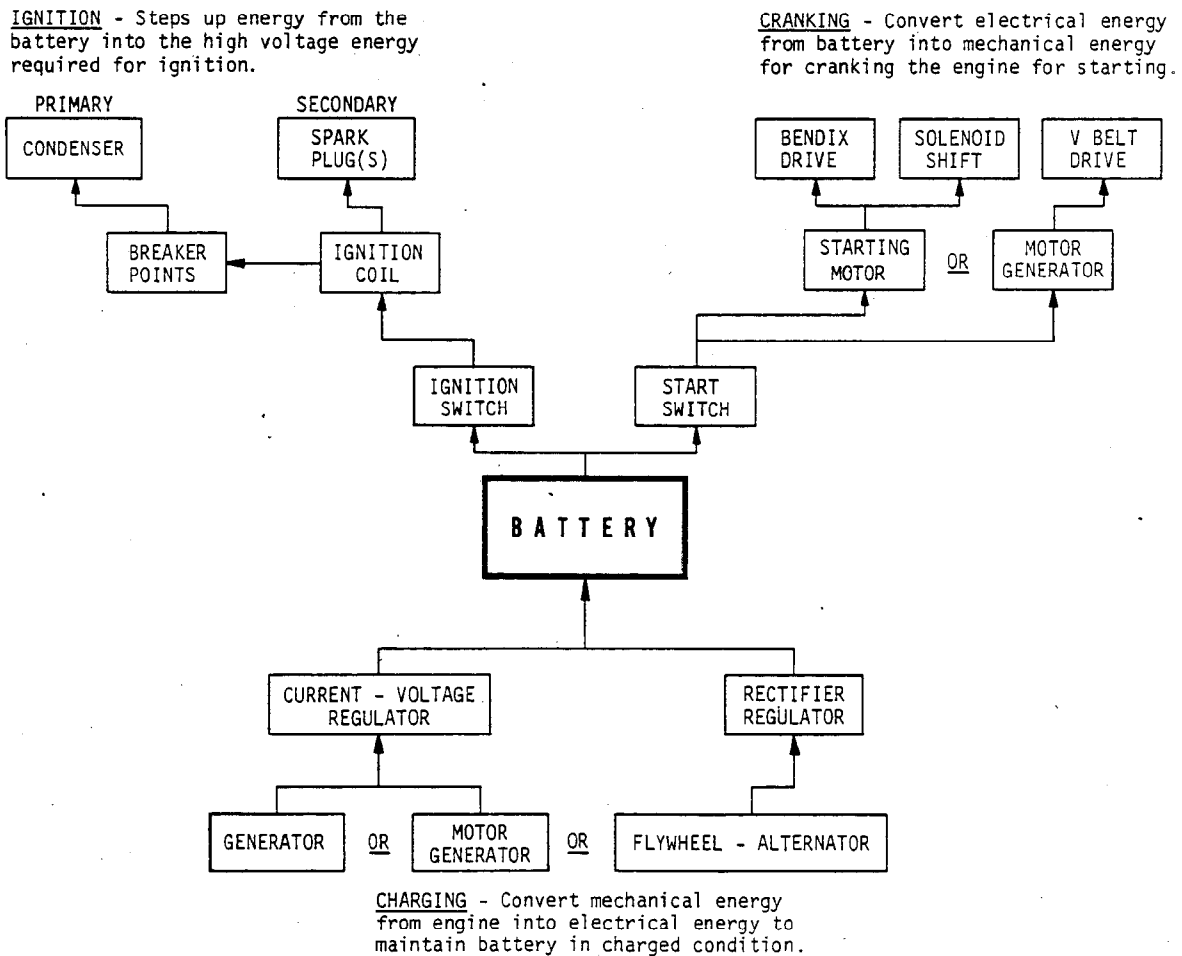 IGNITION - Steps up energy from the
battery into the high voltage energy
required for ignition.
CRANKING - Convert electrical energy
from battery into mechanical energy
for cranking the engine for starting.
PRIMARY
SECONDARY
CONDENSER
SPARK
PLUG(S)
BENDIX
DRIVE
SOLENOID
SHIFT
V BELT
DRIVE
BREAKER
POINTS
IGNITION
COIL
STARTING
MOTOR
OR
MOTOR
GENERATOR
IGNITION
SWITCH
START
SWITCH
BATTERY
CURRENT - VOLTAGE
REGULATOR
RECTIFIER
REGULATOR
GENERATOR
OR
MOTOR
GENERATOR
OR
FLYWHEEL - ALTERNATOR
CHARGING - Convert mechanical energy
from engine into electrical energy to
maintain battery in charged condition.